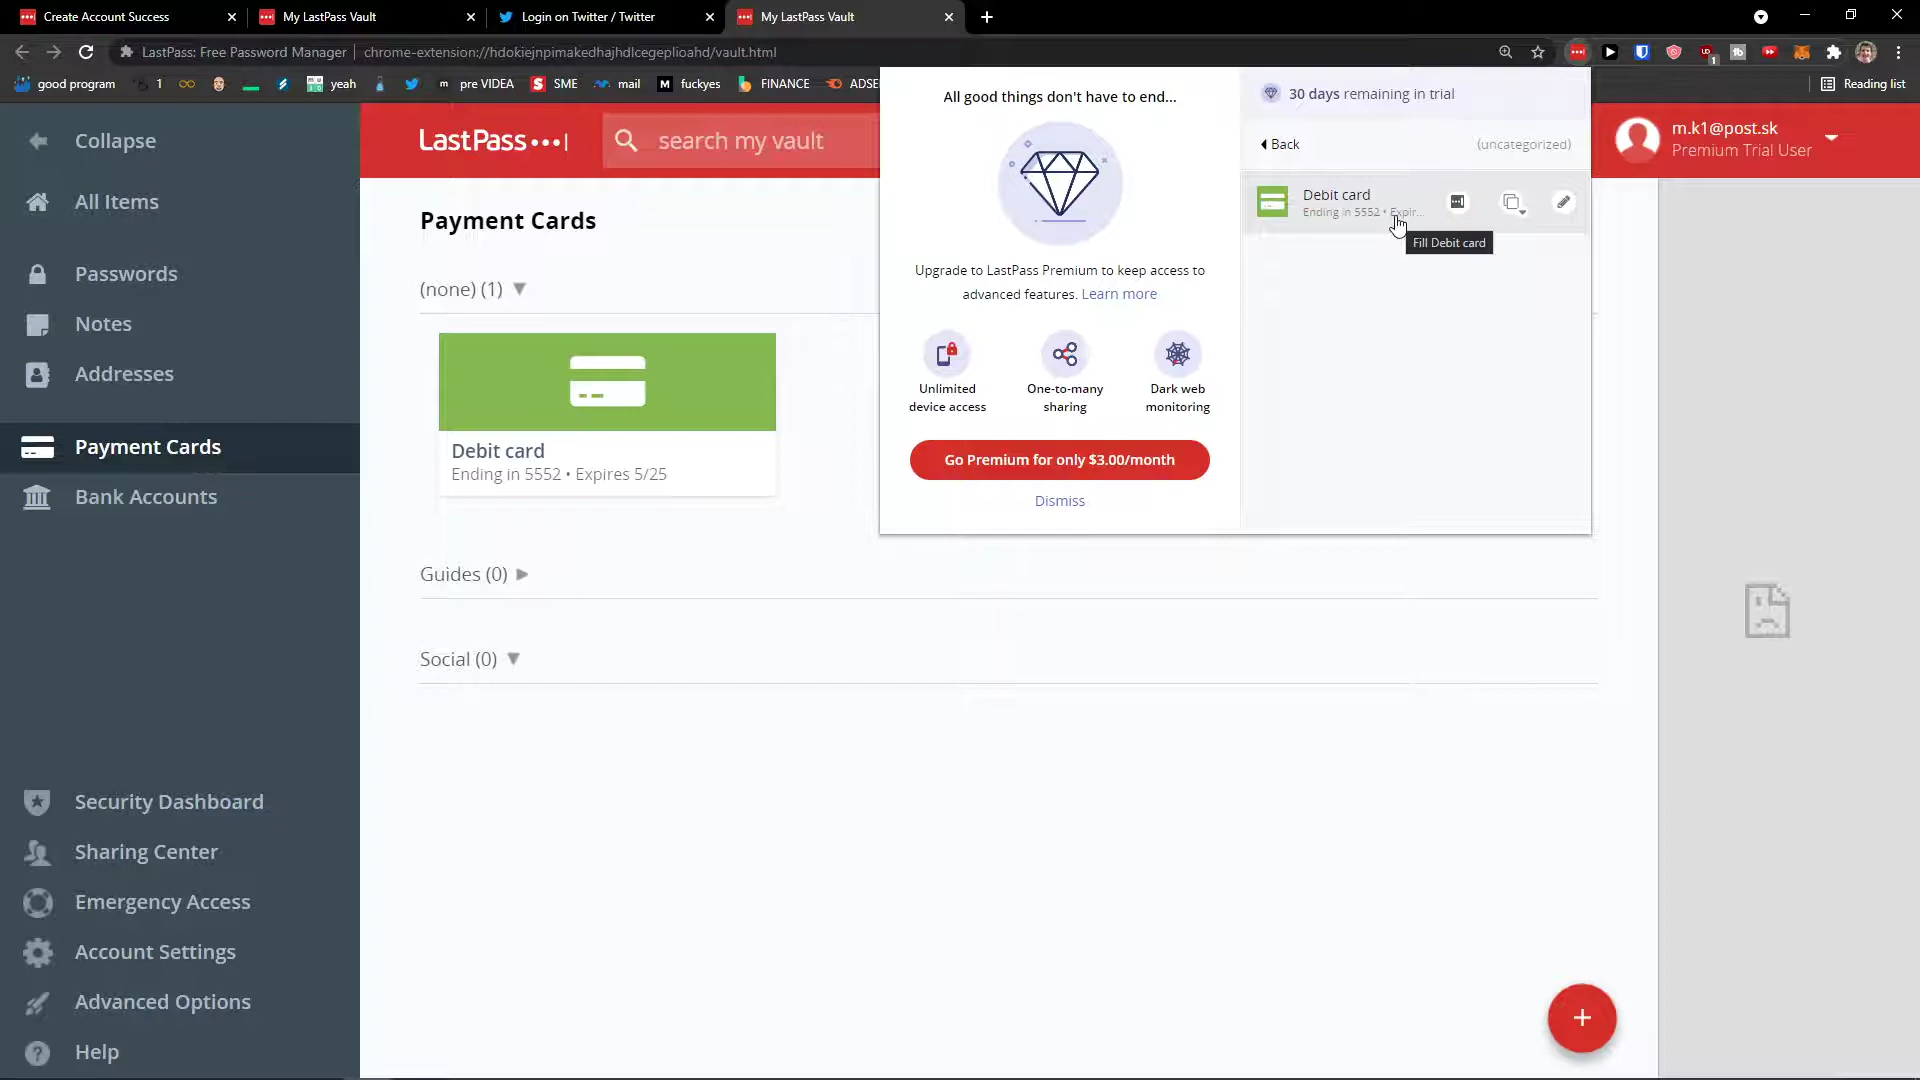 Create Account Success
My LastPass Vault
Login on Twitter / Twitter
My LastPass Vault
LastPass: Free Password Manager
chrome-extension://hdokiejnpimakedhajhdlcegeplioahd/vault.html
good program
1
yeah
pre VIDEA
SME
mail
fuckyes
FINANCE
ADSE
Reading list
Collapse
All Items
Passwords
Notes
Addresses
Payment Cards
Bank Accounts
Security Dashboard
Sharing Center
Emergency Access
Account Settings
Advanced Options
Help
LastPass
search my vault
m.k1@post.sk
Premium Trial User
Payment Cards
(none) (1)
Debit card
Ending in 5552 • Expires 5/25
Guides (0)
Social (0)
All good things don't have to end...
Upgrade to LastPass Premium to keep access to
advanced features. Learn more
Unlimited
device access
One-to-many
sharing
Dark web
monitoring
Go Premium for only $3.00/month
Dismiss
30 days remaining in trial
Back
(uncategorized)
Debit card
Ending in 5552 • Expir...
Fill Debit card